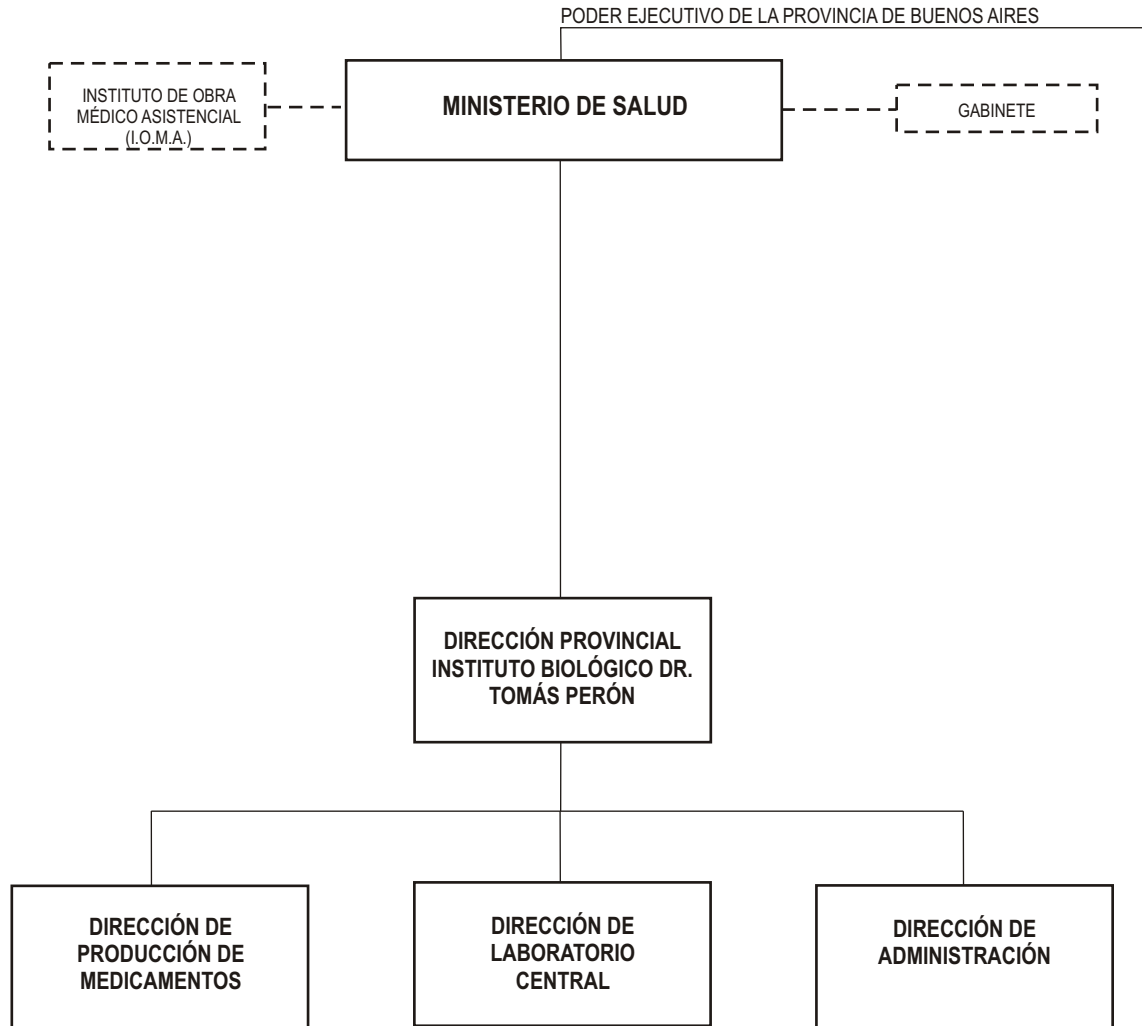 PODER EJECUTIVO DE LA PROVINCIA DE BUENOS AIRES
INSTITUTO DE OBRA
MÉDICO ASISTENCIAL
(I.O.M.A.)
MINISTERIO DE SALUD
GABINETE
DIRECCIÓN PROVINCIAL
INSTITUTO BIOLÓGICO DR.
TOMÁS PERÓN
DIRECCIÓN DE
PRODUCCIÓN DE
MEDICAMENTOS
DIRECCIÓN DE
LABORATORIO
CENTRAL
DIRECCIÓN DE
ADMINISTRACIÓN